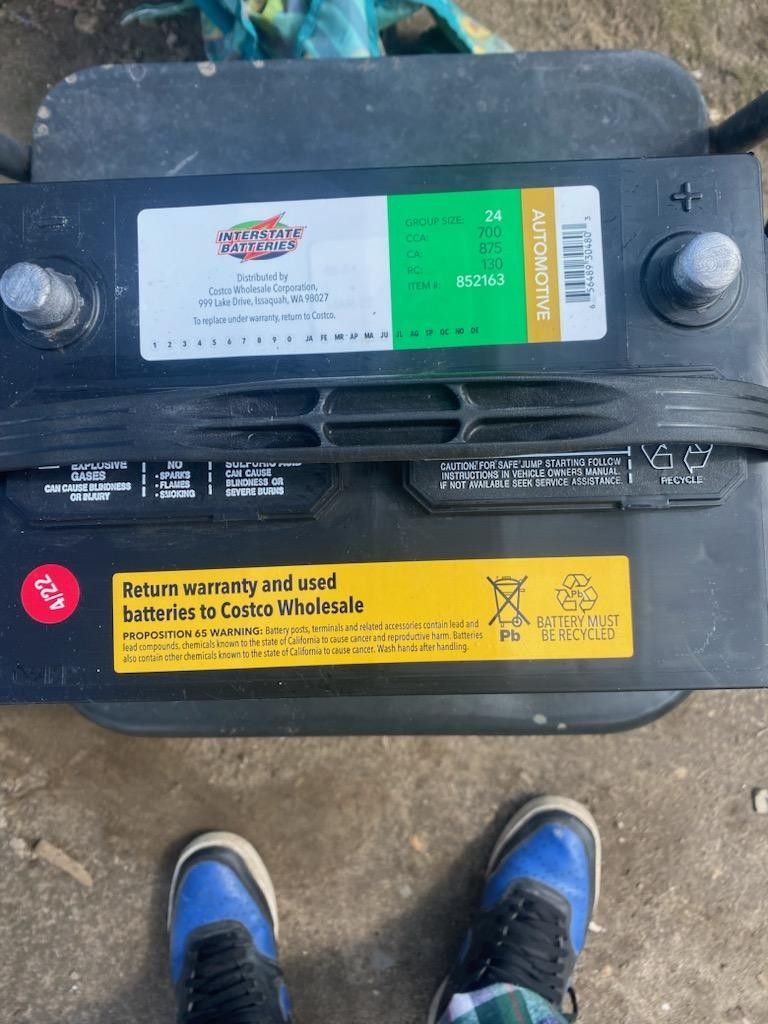 INTERSTATE
BATTERIES
Distributed by
Costco Wholesale Corporation,
999 Lake Drive, Issaquah, WA 98027
To replace under warranty, return to Costco.
1 2 3 4 5 6 7 8 9 0 JA FE MR AP MA JU JL AG SP OC NO DE
GROUP SIZE: 24
CCA: 700
CA: 875
RC: 130
ITEM #: 852163
AUTOMOTIVE
6 56489 30480 3
+
EXPLOSIVE
GASES
CAN CAUSE BLINDNESS
OR INJURY
NO
• SPARKS
• FLAMES
• SMOKING
SULFURIC ACID
CAN CAUSE
BLINDNESS OR
SEVERE BURNS
CAUTION: FOR SAFE JUMP STARTING FOLLOW
INSTRUCTIONS IN VEHICLE OWNERS MANUAL.
IF NOT AVAILABLE SEEK SERVICE ASSISTANCE.
RECYCLE
4/22
Return warranty and used
batteries to Costco Wholesale
PROPOSITION 65 WARNING: Battery posts, terminals and related accessories contain lead and
lead compounds, chemicals known to the state of California to cause cancer and reproductive harm. Batteries
also contain other chemicals known to the state of California to cause cancer. Wash hands after handling.
Pb
Pb
BATTERY MUST
BE RECYCLED